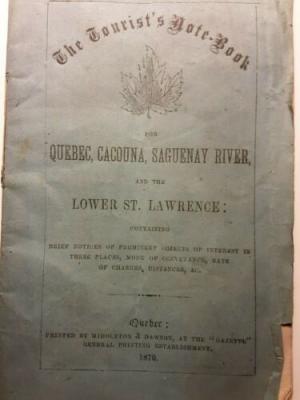 The Tourist's Note-Book
FOR
QUEBEC, CACOUNA, SAGUENAY RIVER,
AND THE
LOWER ST. LAWRENCE:
CONTAINING
BRIEF NOTICES OF PROMINENT OBJECTS OF INTEREST IN
THESE PLACES, MODE OF CONVEYANCE, RATE
OF CHARGES, DISTANCES, &C.
Quebec:
PRINTED BY MIDDLETON & DAWSON, AT THE "GAZETTE"
GENERAL PRINTING ESTABLISHMENT.
1870.